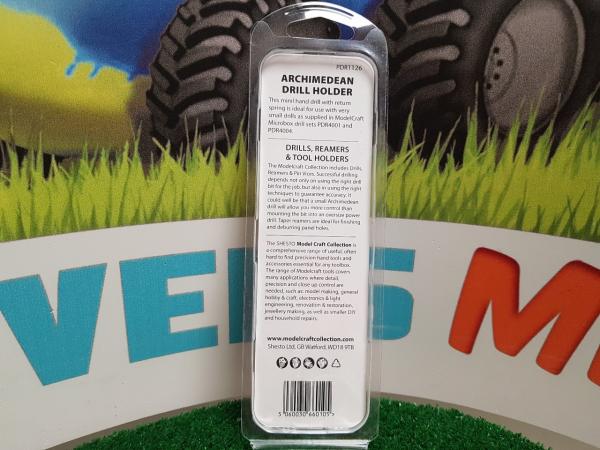 PDR1126
ARCHIMEDEAN
DRILL HOLDER
This mini hand drill with return
spring is ideal for use with very
small drills as supplied in ModelCraft
Microbox drill sets PDR4001 and
PDR4004.
DRILLS, REAMERS
& TOOL HOLDERS
The Modelcraft Collection includes Drills,
Reamers & Pin Vices. Successful drilling
depends not only on using the right drill
bit for the job, but also in using the right
techniques to guarantee accuracy. It
could well be that a small Archimedean
drill will allow you more control than
mounting the bit into an oversize power
drill. Taper reamers are ideal for finishing
and deburring panel holes.
The SHESTO Model Craft Collection is
a comprehensive range of useful, often
hard to find precision hand tools and
accessories essential for any toolbox.
The range of Modelcraft tools covers
many applications where detail,
precision and close up control are
needed, such as: model making, general
hobby & craft, electronics & light
engineering, renovation & restoration,
jewellery making, as well as smaller DIY
and household repairs.
www.modelcraftcollection.com
Shesto Ltd, GB Watford, WD18 9TB
5 060030 660105 >
VE S M